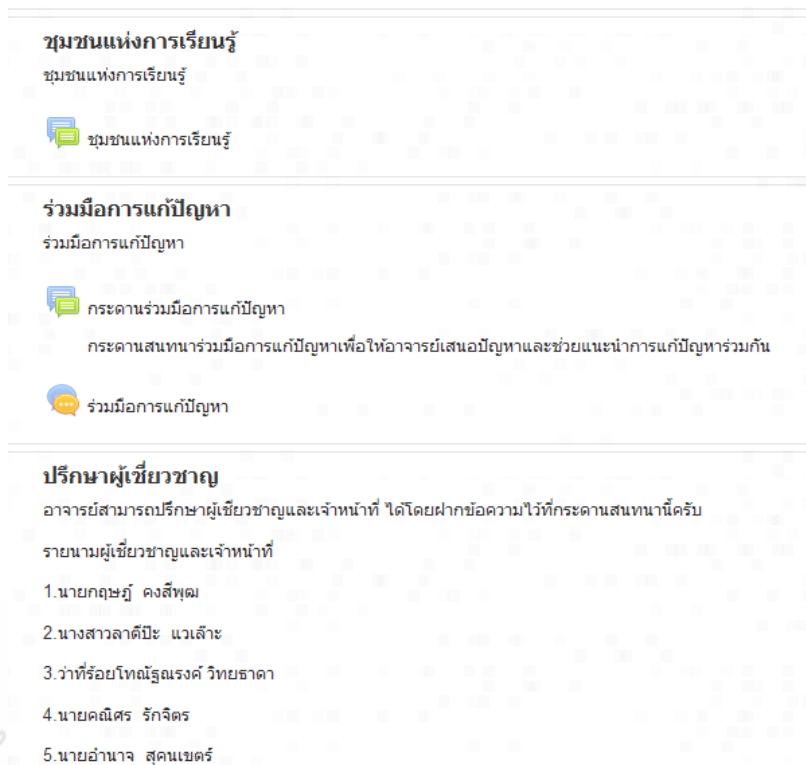 ชุมชนแห่งการเรียนรู้
ชุมชนแห่งการเรียนรู้
ชุมชนแห่งการเรียนรู้
ร่วมมือการแก้ปัญหา
ร่วมมือการแก้ปัญหา
กระดานร่วมมือการแก้ปัญหา
กระดานสนทนาร่วมมือการแก้ปัญหาเพื่อให้อาจารย์เสนอปัญหาและช่วยแนะนำการแก้ปัญหาร่วมกัน
ร่วมมือการแก้ปัญหา
ปรึกษาผู้เชี่ยวชาญ
อาจารย์สามารถปรึกษาผู้เชี่ยวชาญและเจ้าหน้าที่ ได้โดยฝากข้อความไว้ที่กระดานสนทนานี้ครับ
รายนามผู้เชี่ยวชาญและเจ้าหน้าที่
1.นายกฤษฎ์ คงสีพุฒ
2.นางสาวลาตีป๊ะ แวเล๊าะ
3.ว่าที่ร้อยโทณัฐณรงค์ วิทยธาดา
4.นายคณิศร รักจิตร
5.นายอำนาจ สุคนเขตร์